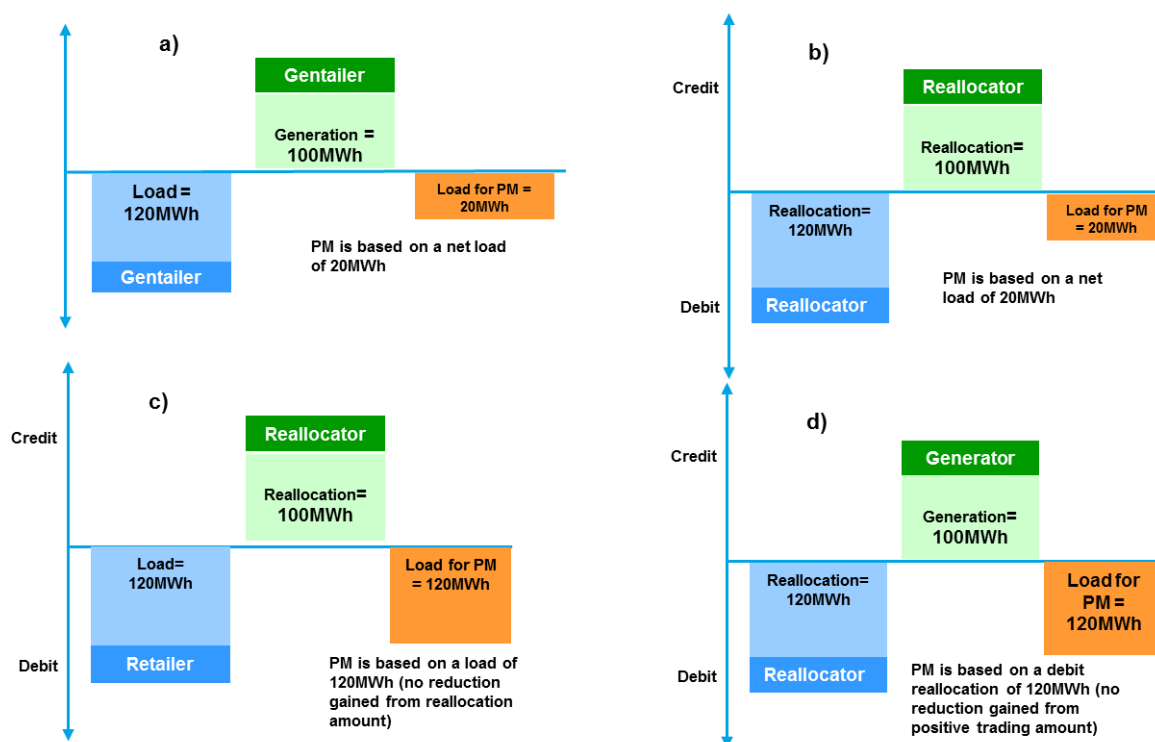 a)
Gentailer
Generation =
100MWh
Load =
120MWh
Gentailer
Load for PM =
20MWh
PM is based on a net load
of 20MWh
b)
Credit
Reallocator
Reallocation=
100MWh
Reallocation=
120MWh
Load for PM
= 20MWh
Debit
Reallocator
PM is based on a net
load of 20MWh
c)
Credit
Reallocator
Reallocation=
100MWh
Load=
120MWh
Load for PM
= 120MWh
Debit
Retailer
PM is based on a load of
120MWh (no reduction
gained from reallocation
amount)
d)
Credit
Generator
Generation=
100MWh
Reallocation=
120MWh
Load for
PM =
120MWh
Debit
Reallocator
PM is based on a debit
reallocation of 120MWh (no
reduction gained from
positive trading amount)